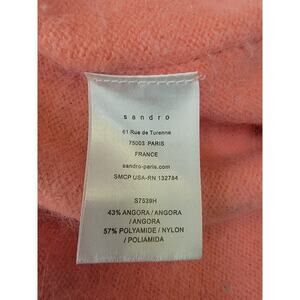 sandro
61 Rue de Turenne
75003 PARIS
FRANCE
sandro-paris.com
SMCP USA-RN 132784
S7539H
43% ANGORA / ANGORA
/ ANGORA
57% POLYAMIDE / NYLON
/ POLIAMIDA